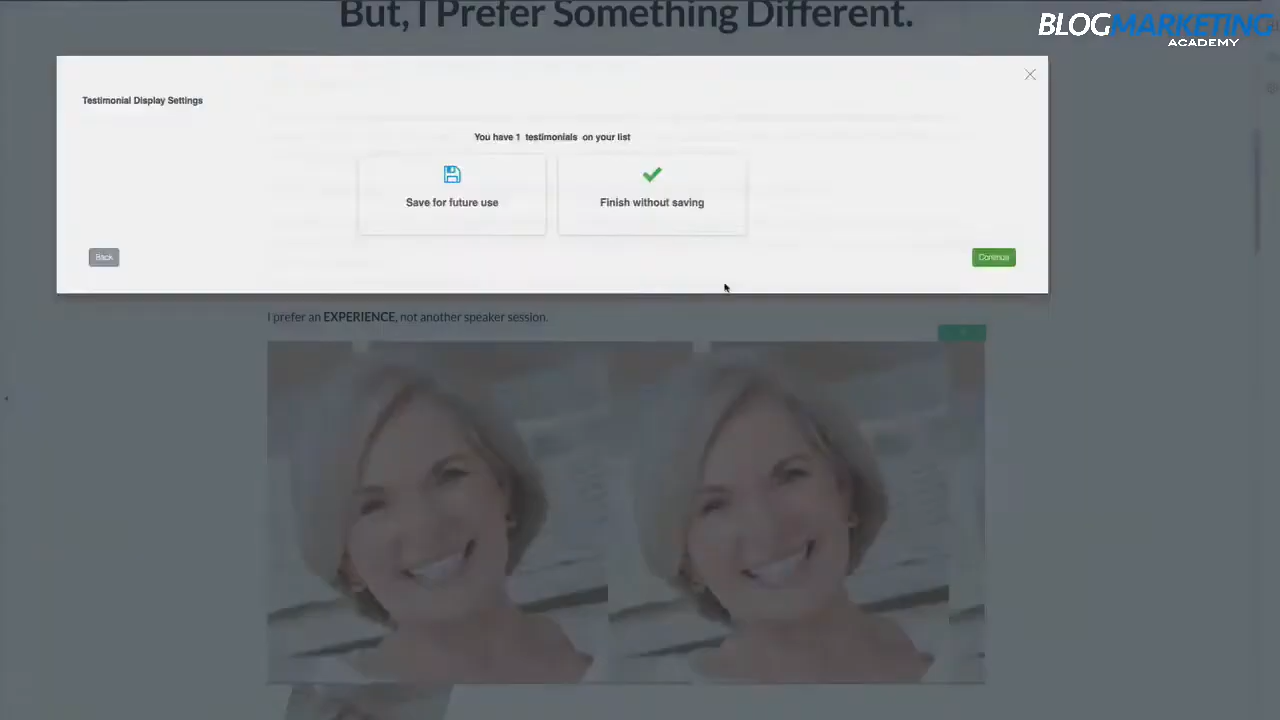 But, I Prefer Something Different.
BLOGMARKETING
ACADEMY
Testimonial Display Settings
You have 1 testimonials on your list
Save for future use
Finish without saving
Back
Continue
I prefer an EXPERIENCE, not another speaker session.